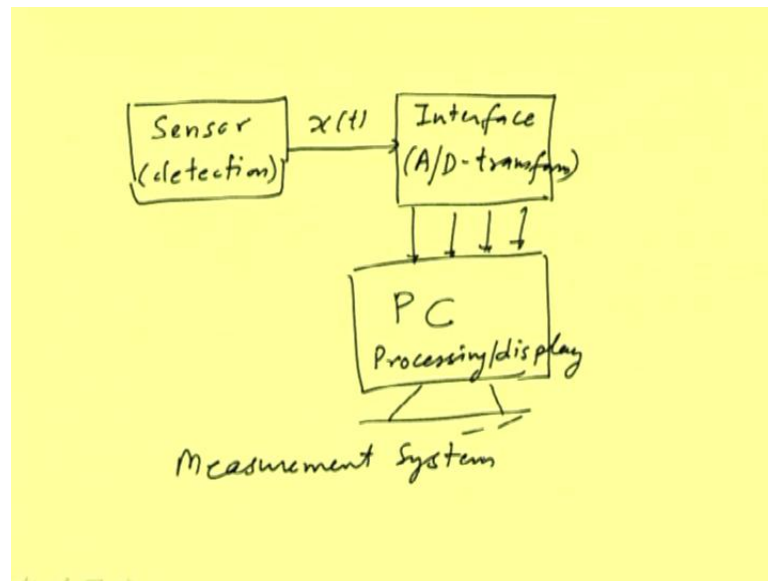 Sensor
(detection)
x(t)
Interface
(A/D-transform)
PC
Processing/display
Measurement System